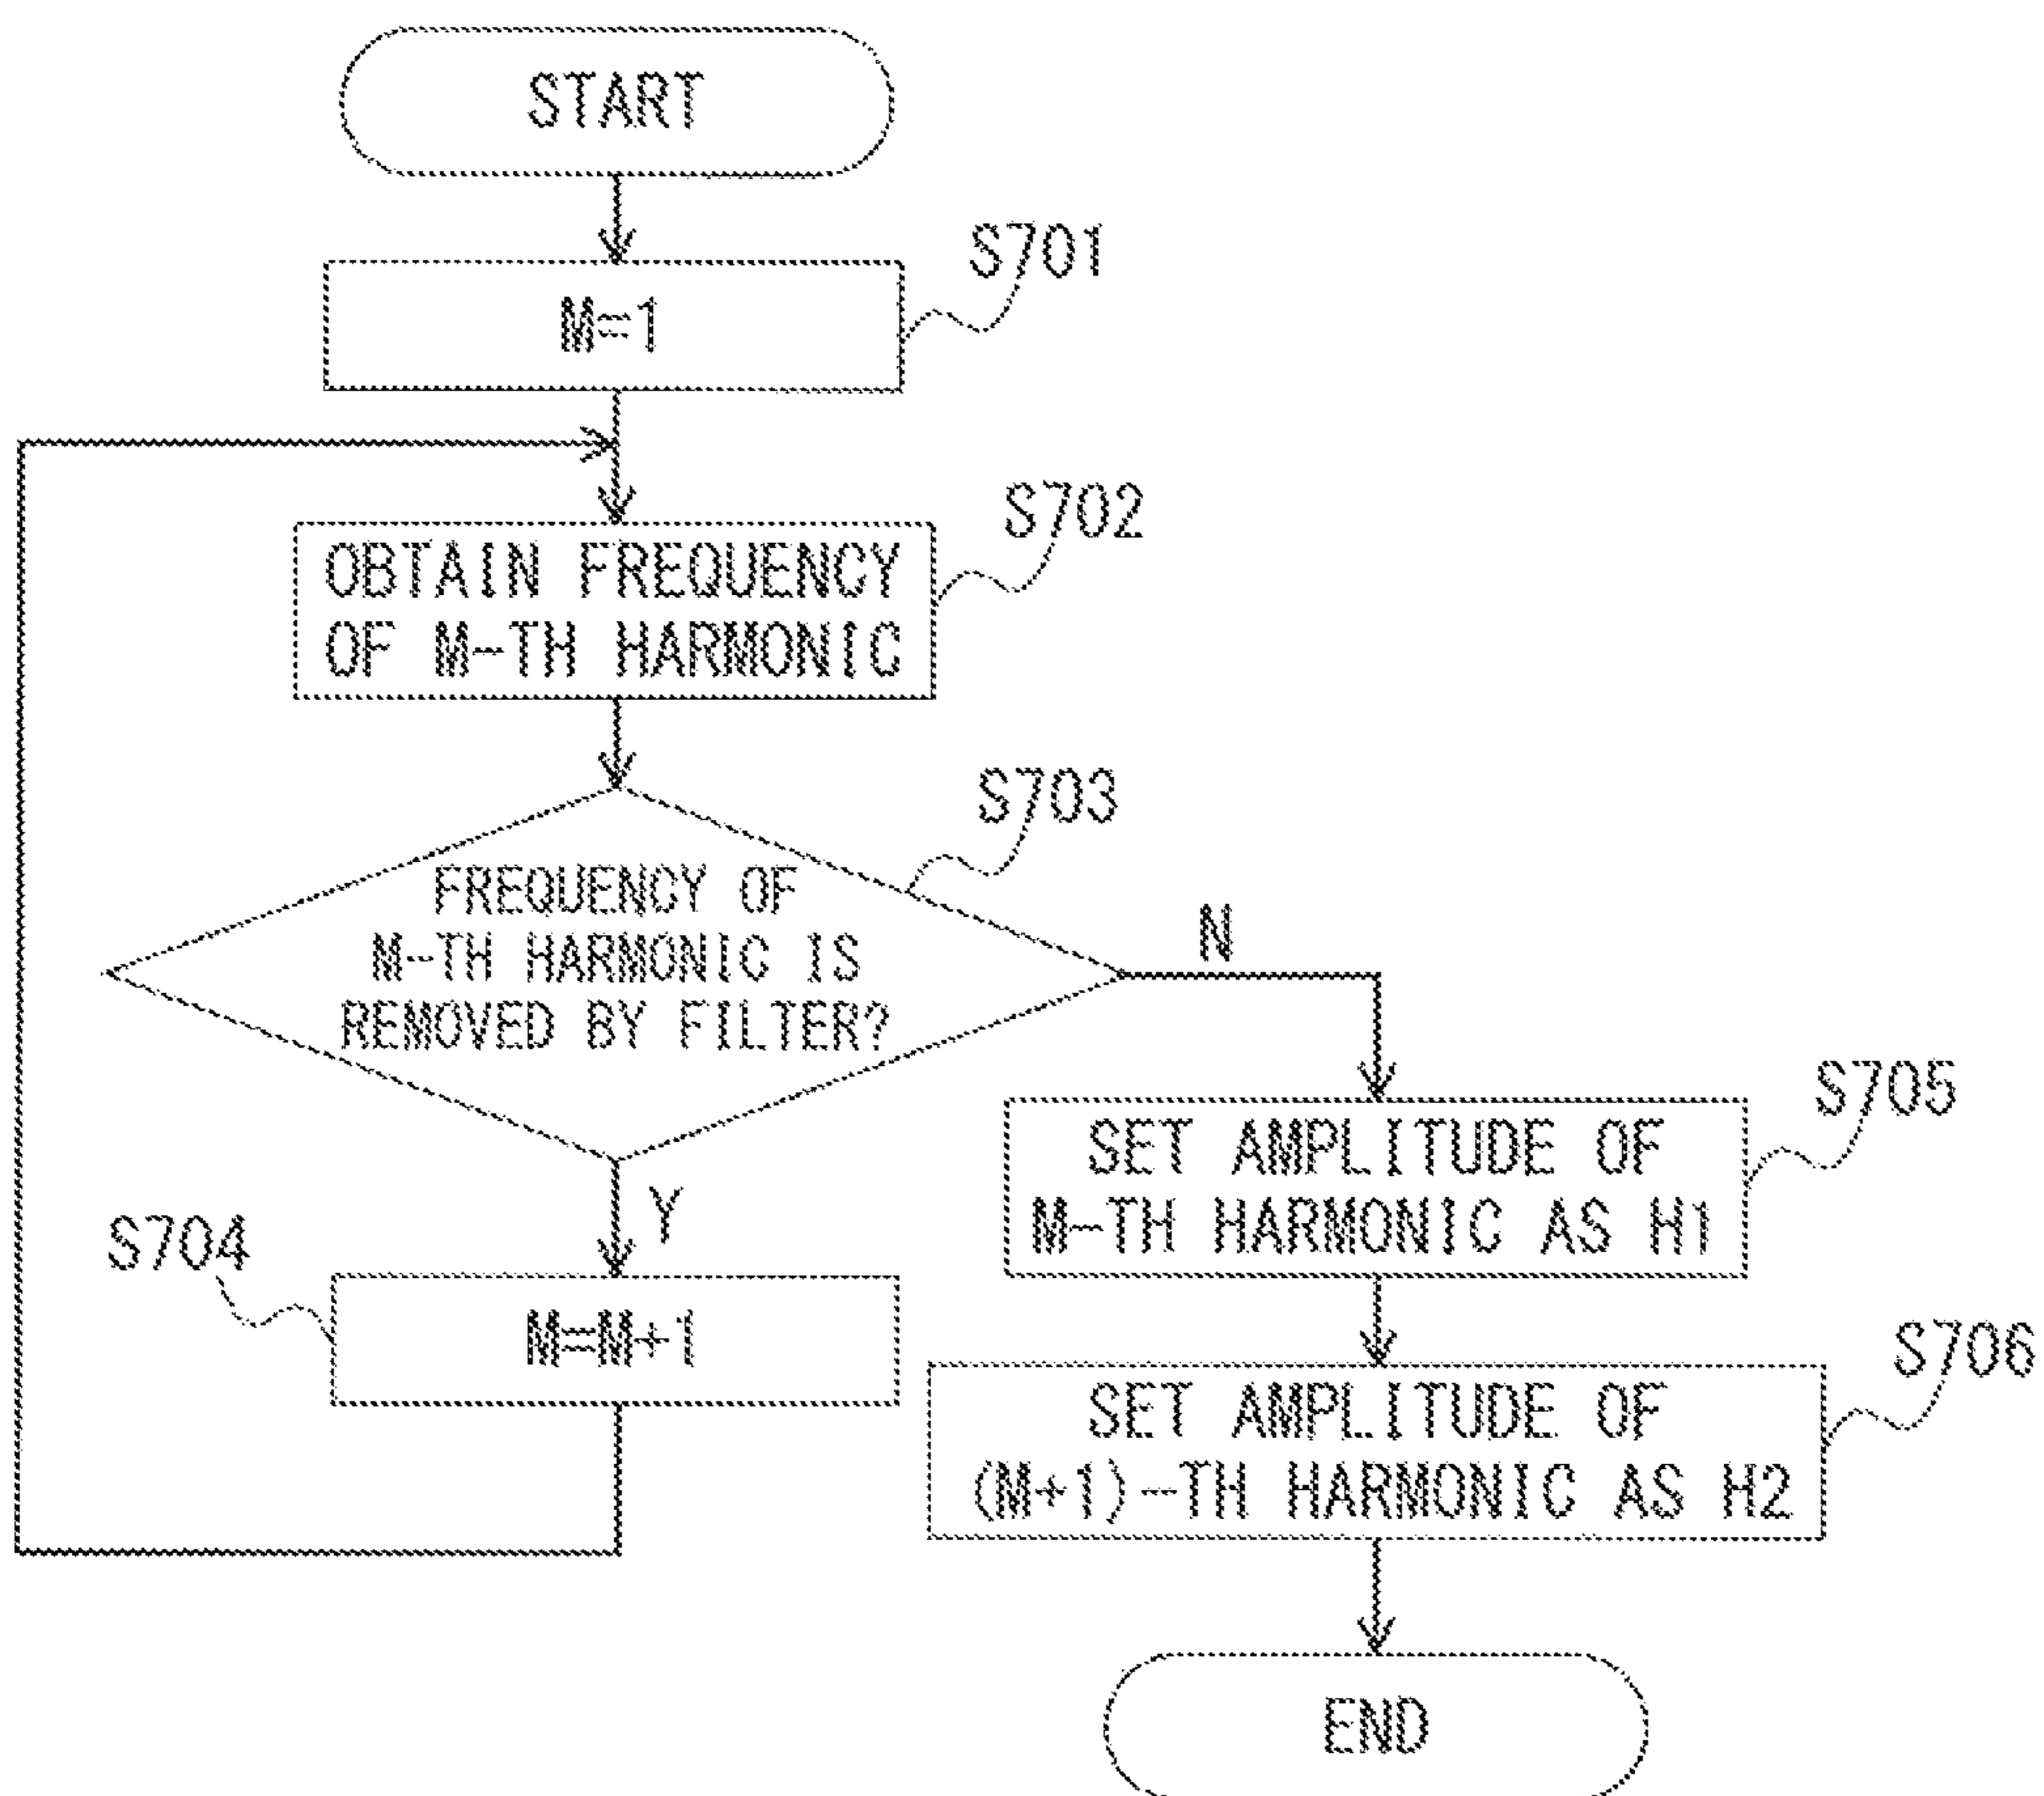 START
S701
M=1
S702
OBTAIN FREQUENCY
OF M-TH HARMONIC
S703
FREQUENCY OF
M-TH HARMONIC IS
REMOVED BY FILTER?
N
Y
S704
M=M+1
S705
SET AMPLITUDE OF
M-TH HARMONIC AS H1
S706
SET AMPLITUDE OF
(M+1)-TH HARMONIC AS H2
END